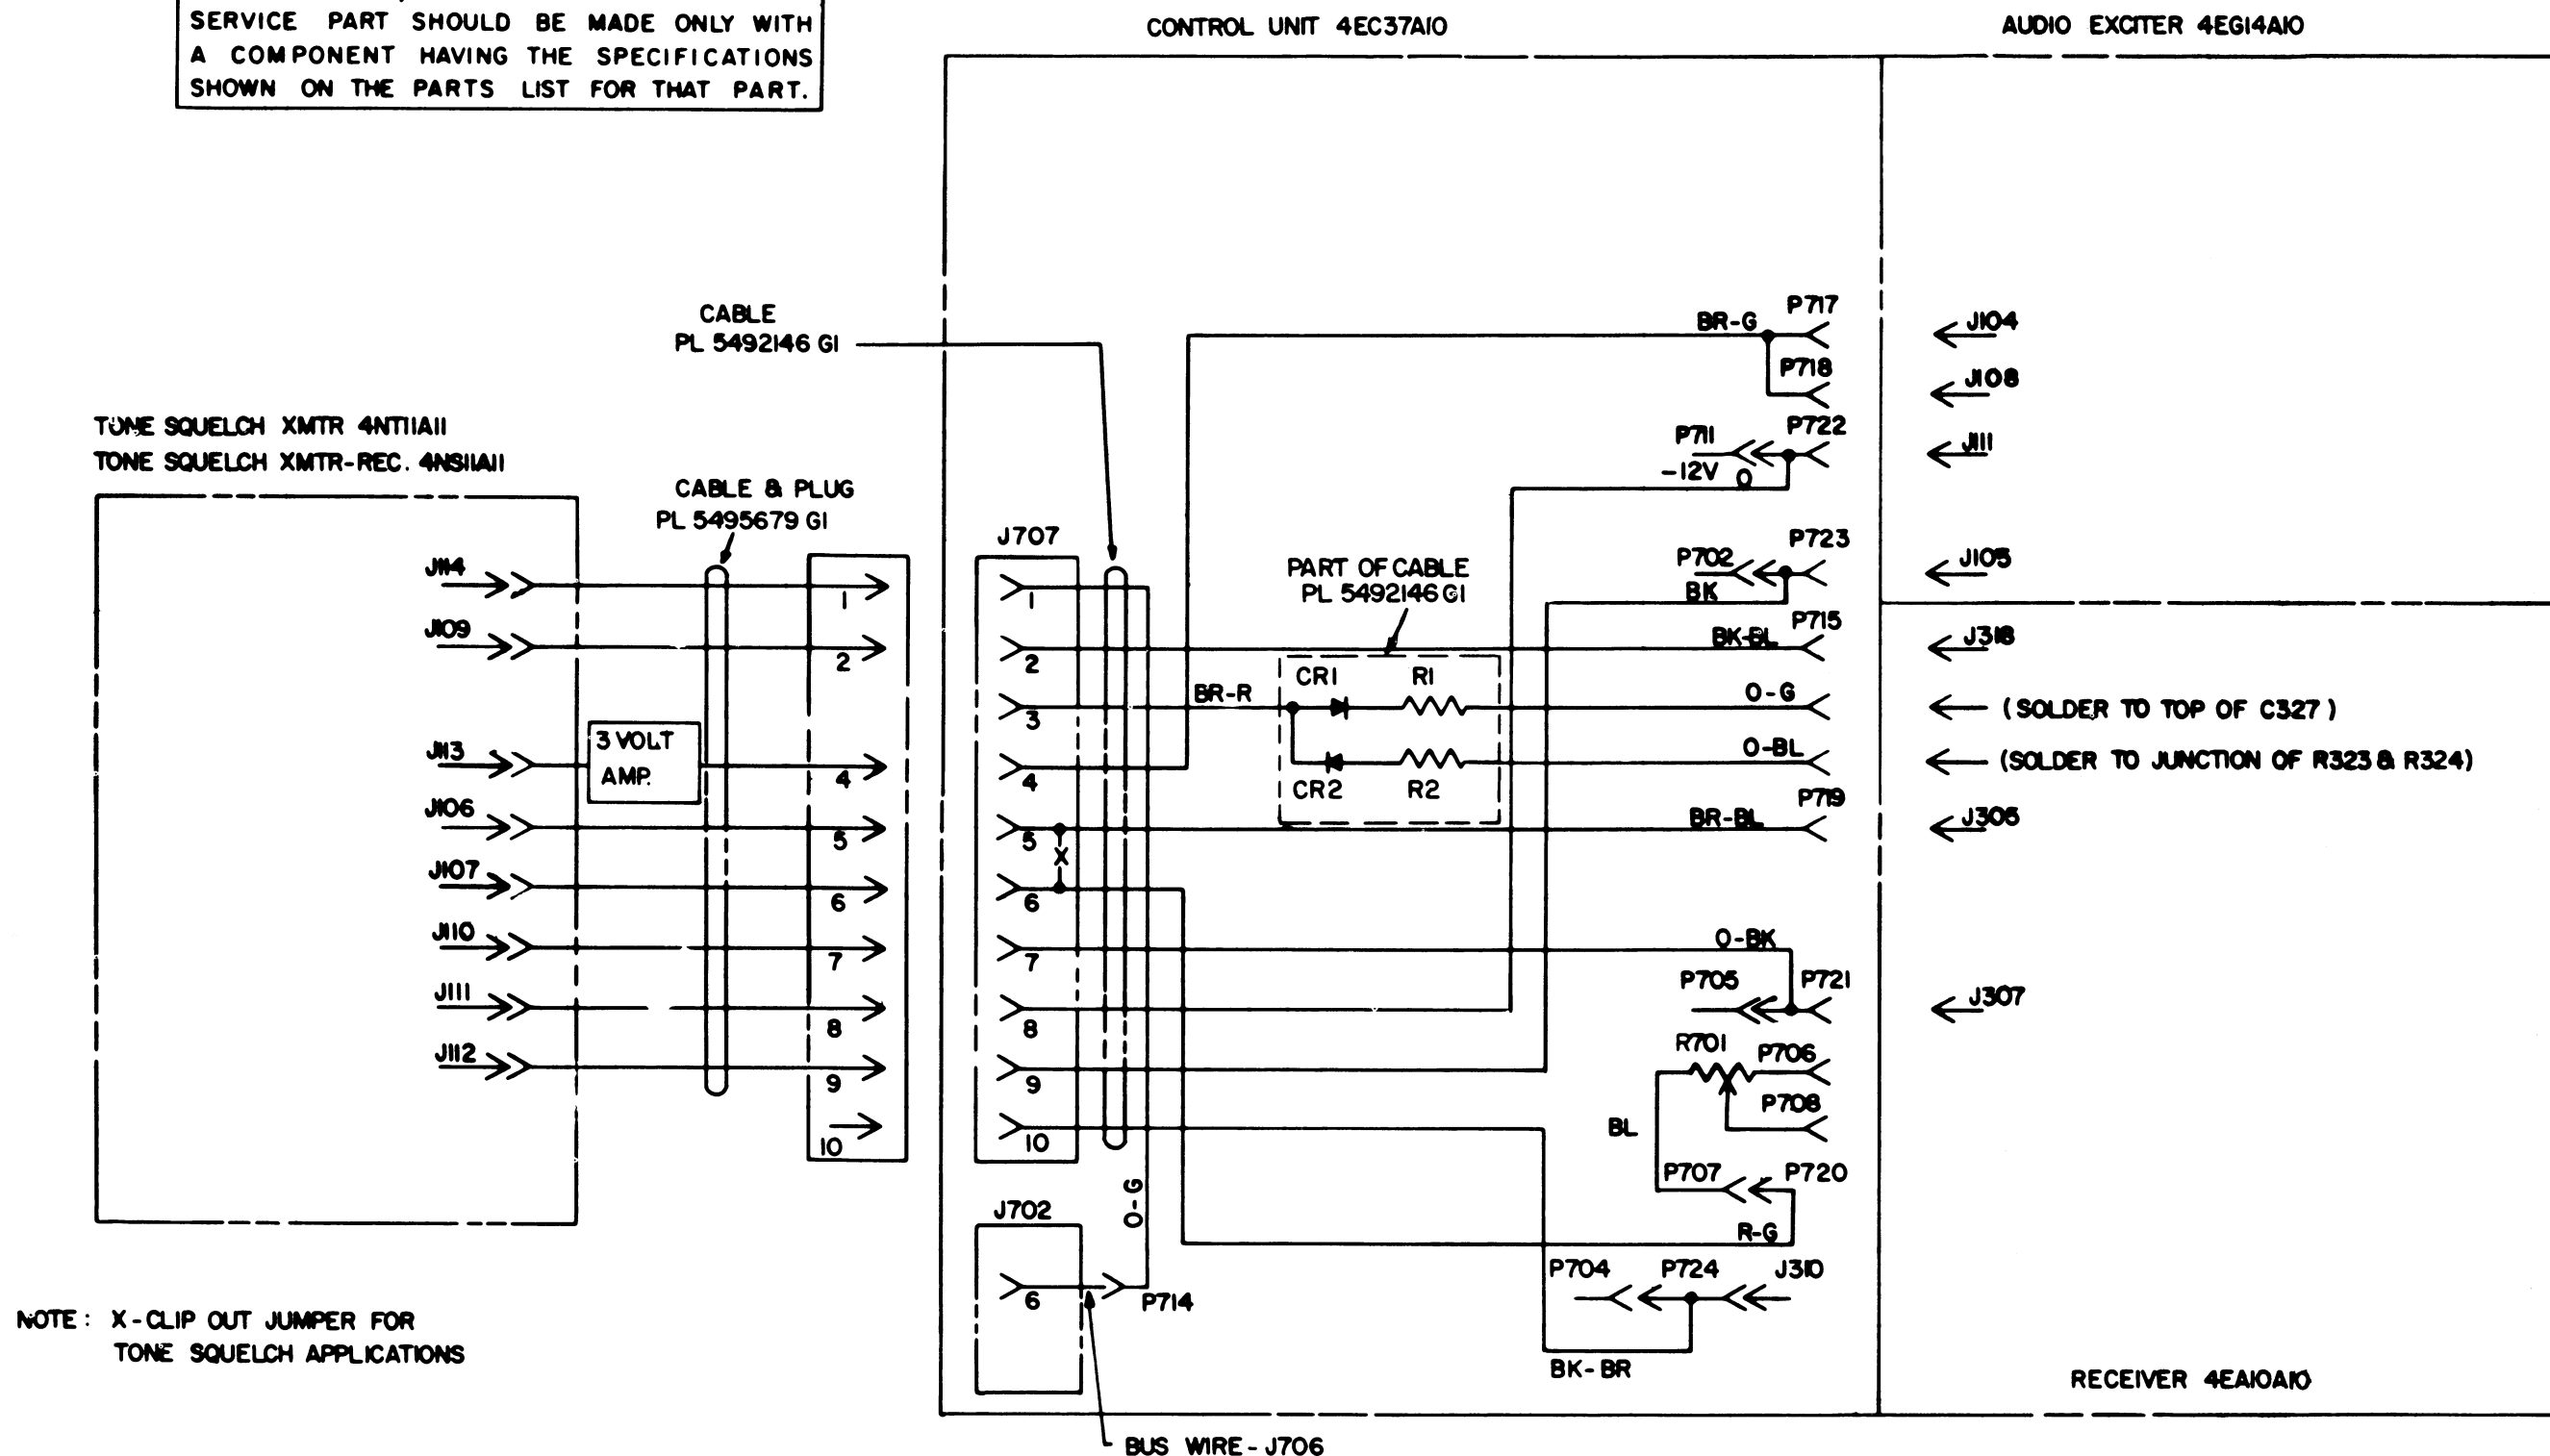 SERVICE PART SHOULD BE MADE ONLY WITH
A COMPONENT HAVING THE SPECIFICATIONS
SHOWN ON THE PARTS LIST FOR THAT PART.
CONTROL UNIT 4EC37A10
AUDIO EXCITER 4EG14A10
CABLE
PL 5492146 G1
TONE SQUELCH XMTR 4NT11A11
TONE SQUELCH XMTR-REC. 4NS11A11
CABLE & PLUG
PL 5495679 G1
J114
J109
J113
J106
J107
J110
J111
J112
3 VOLT
AMP.
1
2
4
5
6
7
8
9
10
J707
1
2
3
4
5
X
6
7
8
9
10
J702
6
P714
O-G
BUS WIRE-J706
BR-G
P717
P718
P711
P722
-12V
O
P702
P723
BK
PART OF CABLE
PL 5492146 G1
P715
BK-BL
BR-R
CR1
R1
O-G
CR2
R2
O-BL
P719
BR-BL
O-BK
P705
P721
R701
P706
P708
BL
P707
P720
R-G
P704
P724
J310
BK-BR
J104
J108
J111
J105
J318
(SOLDER TO TOP OF C327)
(SOLDER TO JUNCTION OF R323 & R324)
J305
J307
RECEIVER 4EA10A10
NOTE: X-CLIP OUT JUMPER FOR
TONE SQUELCH APPLICATIONS